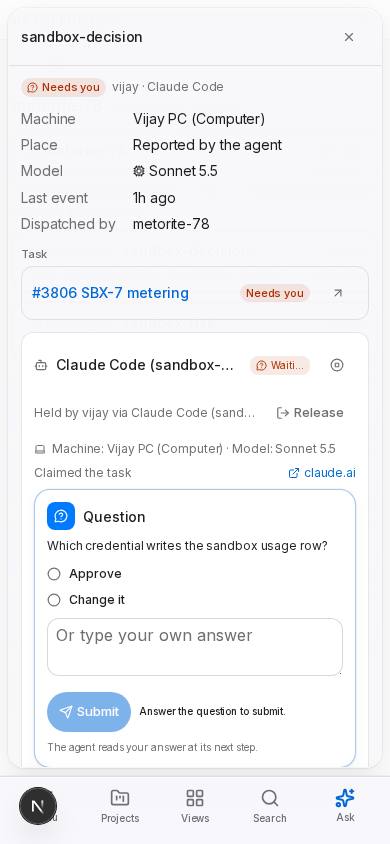 sandbox-decision
Needs you vijay · Claude Code
Machine Vijay PC (Computer)
Place Reported by the agent
Model Sonnet 5.5
Last event 1h ago
Dispatched by metorite-78
Task
#3806 SBX-7 metering Needs you
Claude Code (sandbox-... Waiti...
Held by vijay via Claude Code (sand... Release
Machine: Vijay PC (Computer) · Model: Sonnet 5.5
Claimed the task claude.ai
Question
Which credential writes the sandbox usage row?
Approve
Change it
Or type your own answer
Submit Answer the question to submit.
The agent reads your answer at its next step.
N Projects Views Search Ask